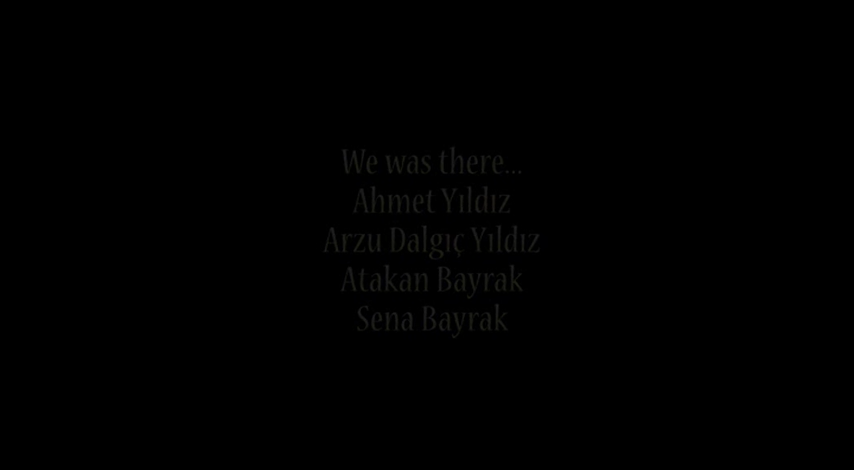 We was there...
Ahmet Yıldız
Arzu Dalgıç Yıldız
Atakan Bayrak
Sena Bayrak